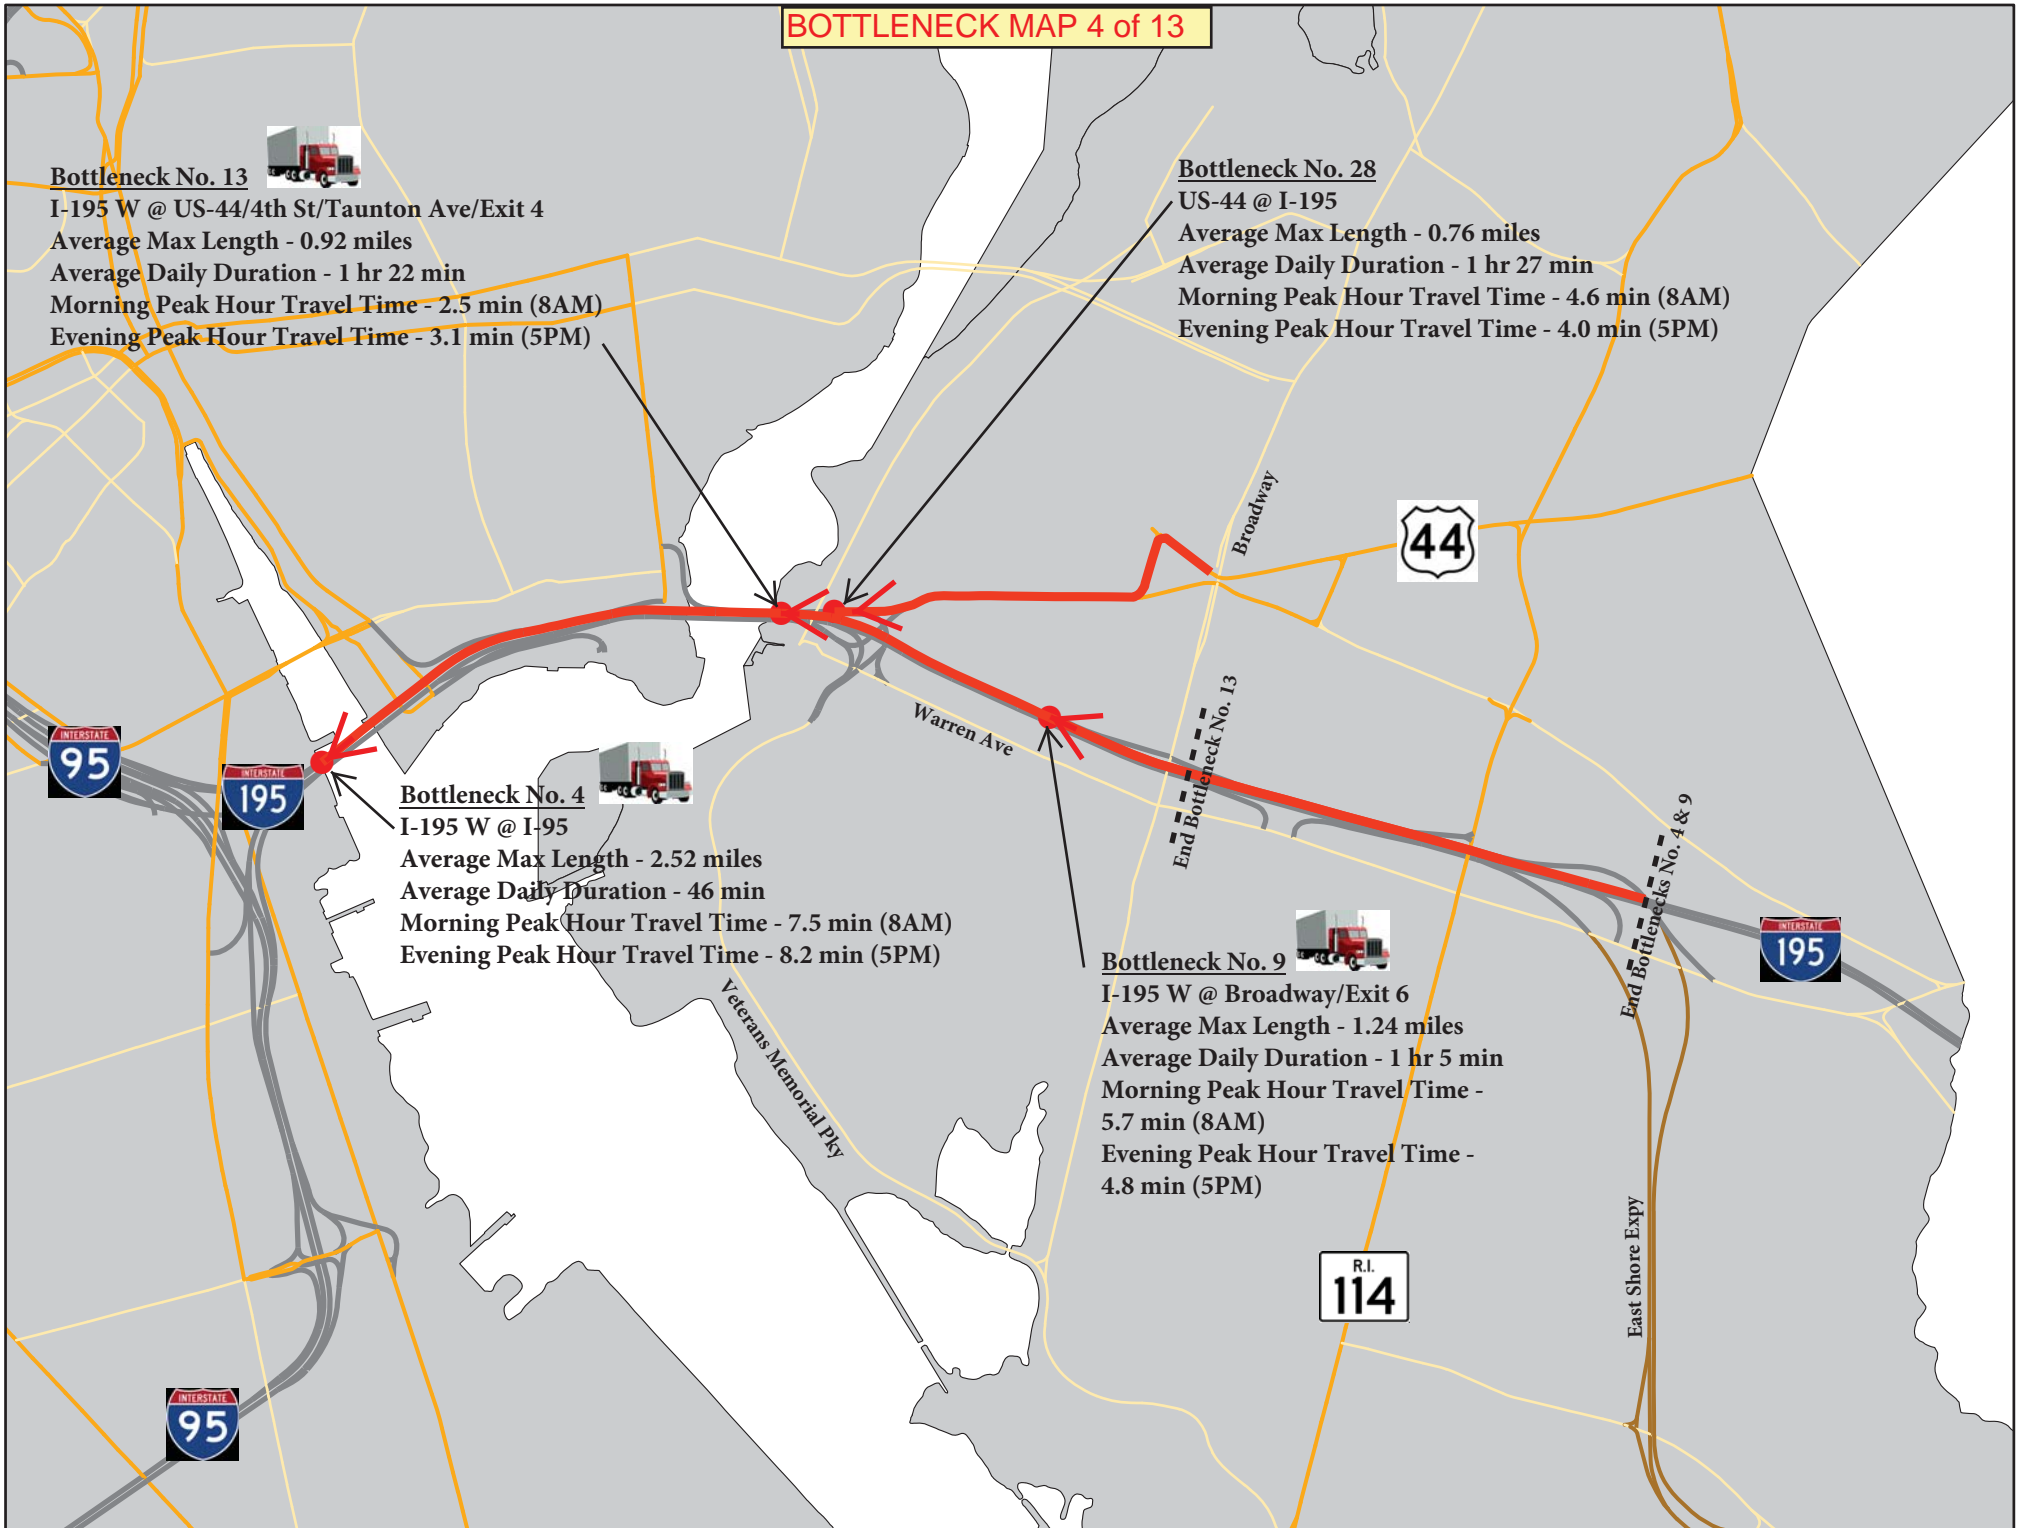 BOTTLENECK MAP 4 of 13
Bottleneck No. 13
I-195 W @ US-44/4th St/Taunton Ave/Exit 4
Average Max Length - 0.92 miles
Average Daily Duration - 1 hr 22 min
Morning Peak Hour Travel Time - 2.5 min (8AM)
Evening Peak Hour Travel Time - 3.1 min (5PM)
Bottleneck No. 28
US-44 @ I-195
Average Max Length - 0.76 miles
Average Daily Duration - 1 hr 27 min
Morning Peak Hour Travel Time - 4.6 min (8AM)
Evening Peak Hour Travel Time - 4.0 min (5PM)
Broadway
44
Warren Ave
End Bottleneck No. 13
INTERSTATE
95
INTERSTATE
195
Bottleneck No. 4
I-195 W @ I-95
Average Max Length - 2.52 miles
Average Daily Duration - 46 min
Morning Peak Hour Travel Time - 7.5 min (8AM)
Evening Peak Hour Travel Time - 8.2 min (5PM)
End Bottlenecks No. 4 & 9
INTERSTATE
195
Bottleneck No. 9
I-195 W @ Broadway/Exit 6
Average Max Length - 1.24 miles
Average Daily Duration - 1 hr 5 min
Morning Peak Hour Travel Time -
5.7 min (8AM)
Evening Peak Hour Travel Time -
4.8 min (5PM)
Veterans Memorial Pky
East Shore Expy
R.I.
114
INTERSTATE
95